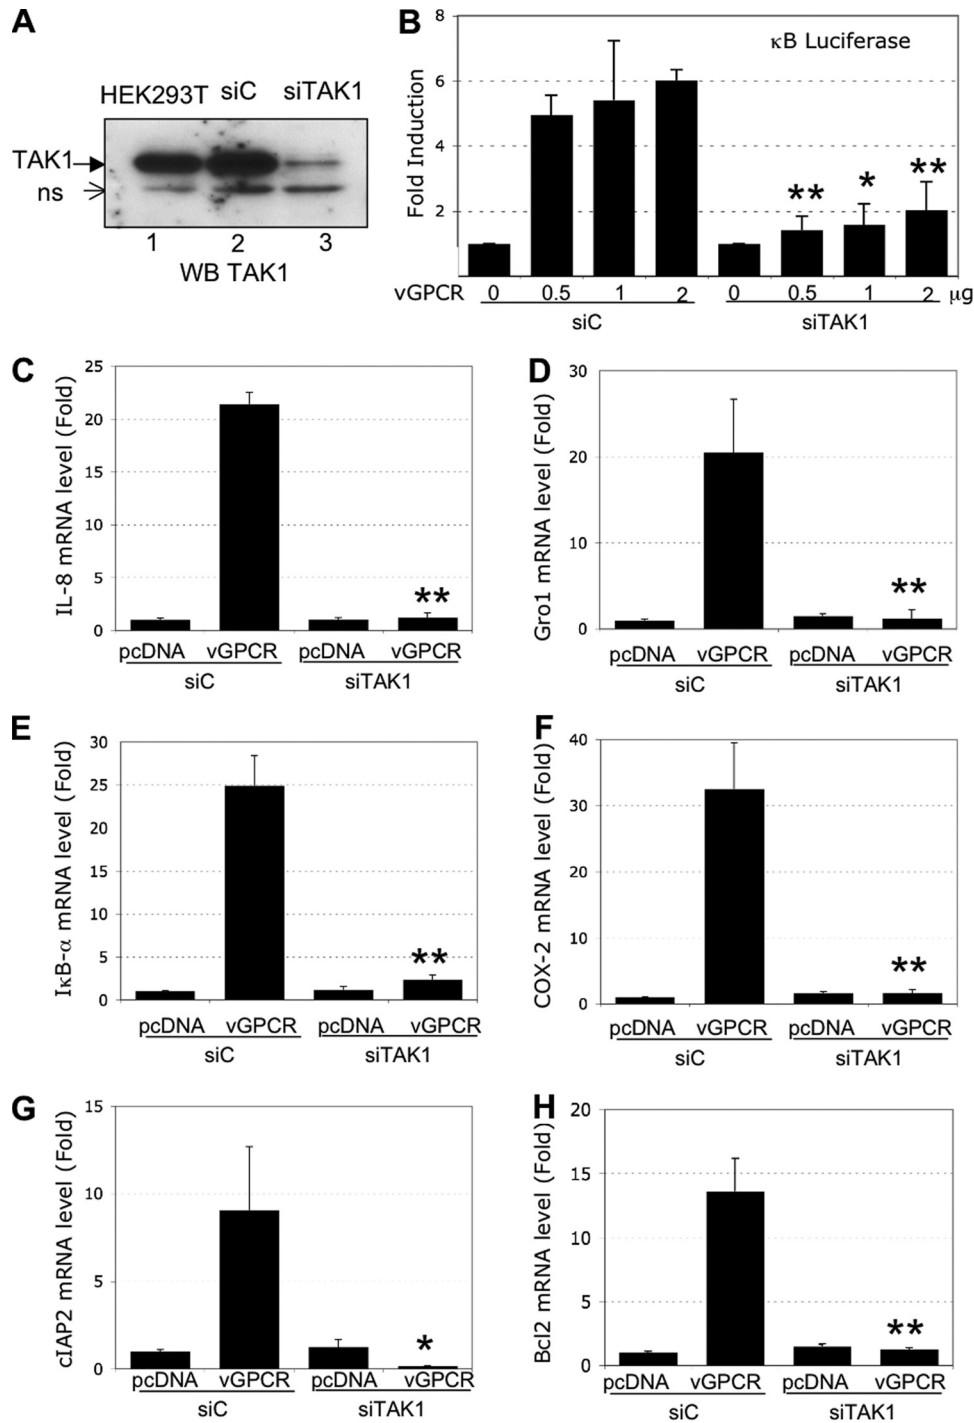 A
HEK293T siC siTAK1
TAK1
ns
1 2 3
WB TAK1
B
κB Luciferase
Fold Induction
8
6
4
2
** * **
vGPCR 0 0.5 1 2 0 0.5 1 2 μg
siC siTAK1
C
IL-8 mRNA level (Fold)
25
20
15
10
5
0
**
pcDNA vGPCR pcDNA vGPCR
siC siTAK1
D
Gro1 mRNA level (Fold)
30
20
10
0
**
pcDNA vGPCR pcDNA vGPCR
siC siTAK1
E
IκB-α mRNA level (Fold)
30
25
20
15
10
5
0
**
pcDNA vGPCR pcDNA vGPCR
siC siTAK1
F
COX-2 mRNA level (Fold)
40
30
20
10
0
**
pcDNA vGPCR pcDNA vGPCR
siC siTAK1
G
cIAP2 mRNA level (Fold)
15
10
5
0
*
pcDNA vGPCR pcDNA vGPCR
siC siTAK1
H
Bcl2 mRNA level (Fold)
20
15
10
5
0
**
pcDNA vGPCR pcDNA vGPCR
siC siTAK1